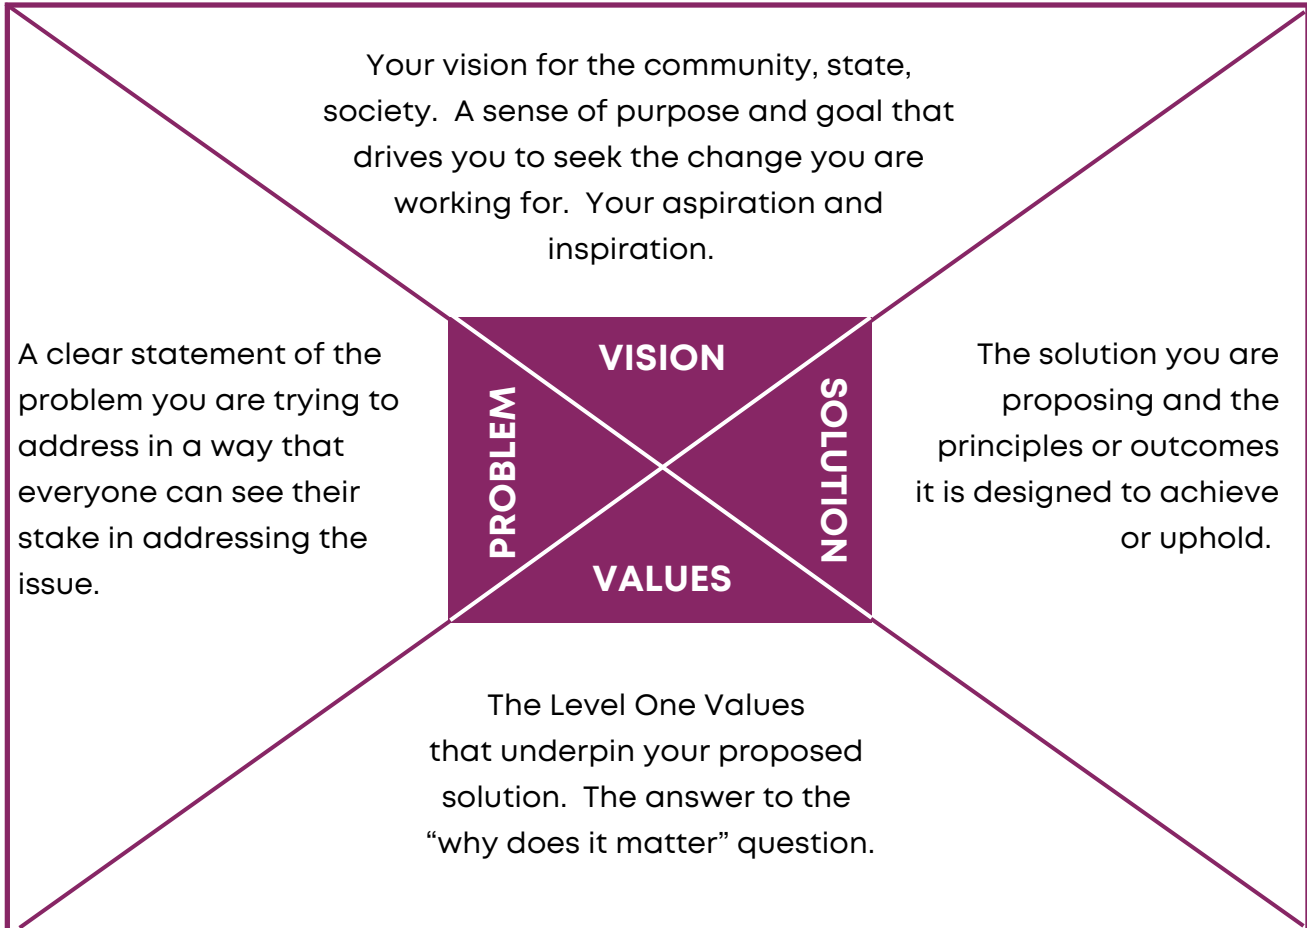 Your vision for the community, state,
society.  A sense of purpose and goal that
drives you to seek the change you are
working for.  Your aspiration and
inspiration.
A clear statement of the
problem you are trying to
address in a way that
everyone can see their
stake in addressing the
issue.
VISION
PROBLEM
SOLUTION
VALUES
The solution you are
proposing and the
principles or outcomes
it is designed to achieve
or uphold.
The Level One Values
that underpin your proposed
solution.  The answer to the
“why does it matter” question.